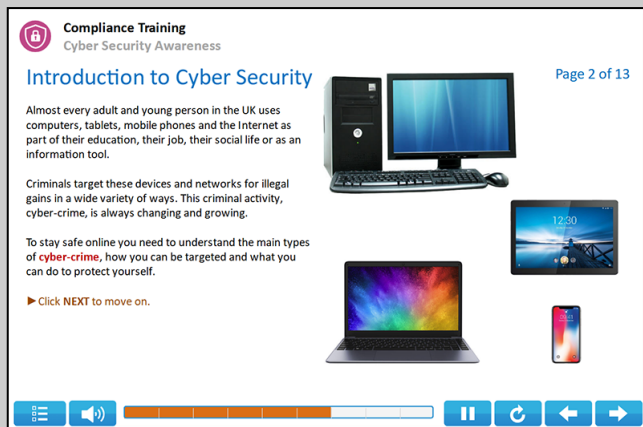 Compliance Training
Cyber Security Awareness
Introduction to Cyber Security
Page 2 of 13
Almost every adult and young person in the UK uses
computers, tablets, mobile phones and the Internet as
part of their education, their job, their social life or as an
information tool.
Criminals target these devices and networks for illegal
gains in a wide variety of ways. This criminal activity,
cyber-crime, is always changing and growing.
To stay safe online you need to understand the main types
of cyber-crime, how you can be targeted and what you
can do to protect yourself.
►Click NEXT to move on.
12:30